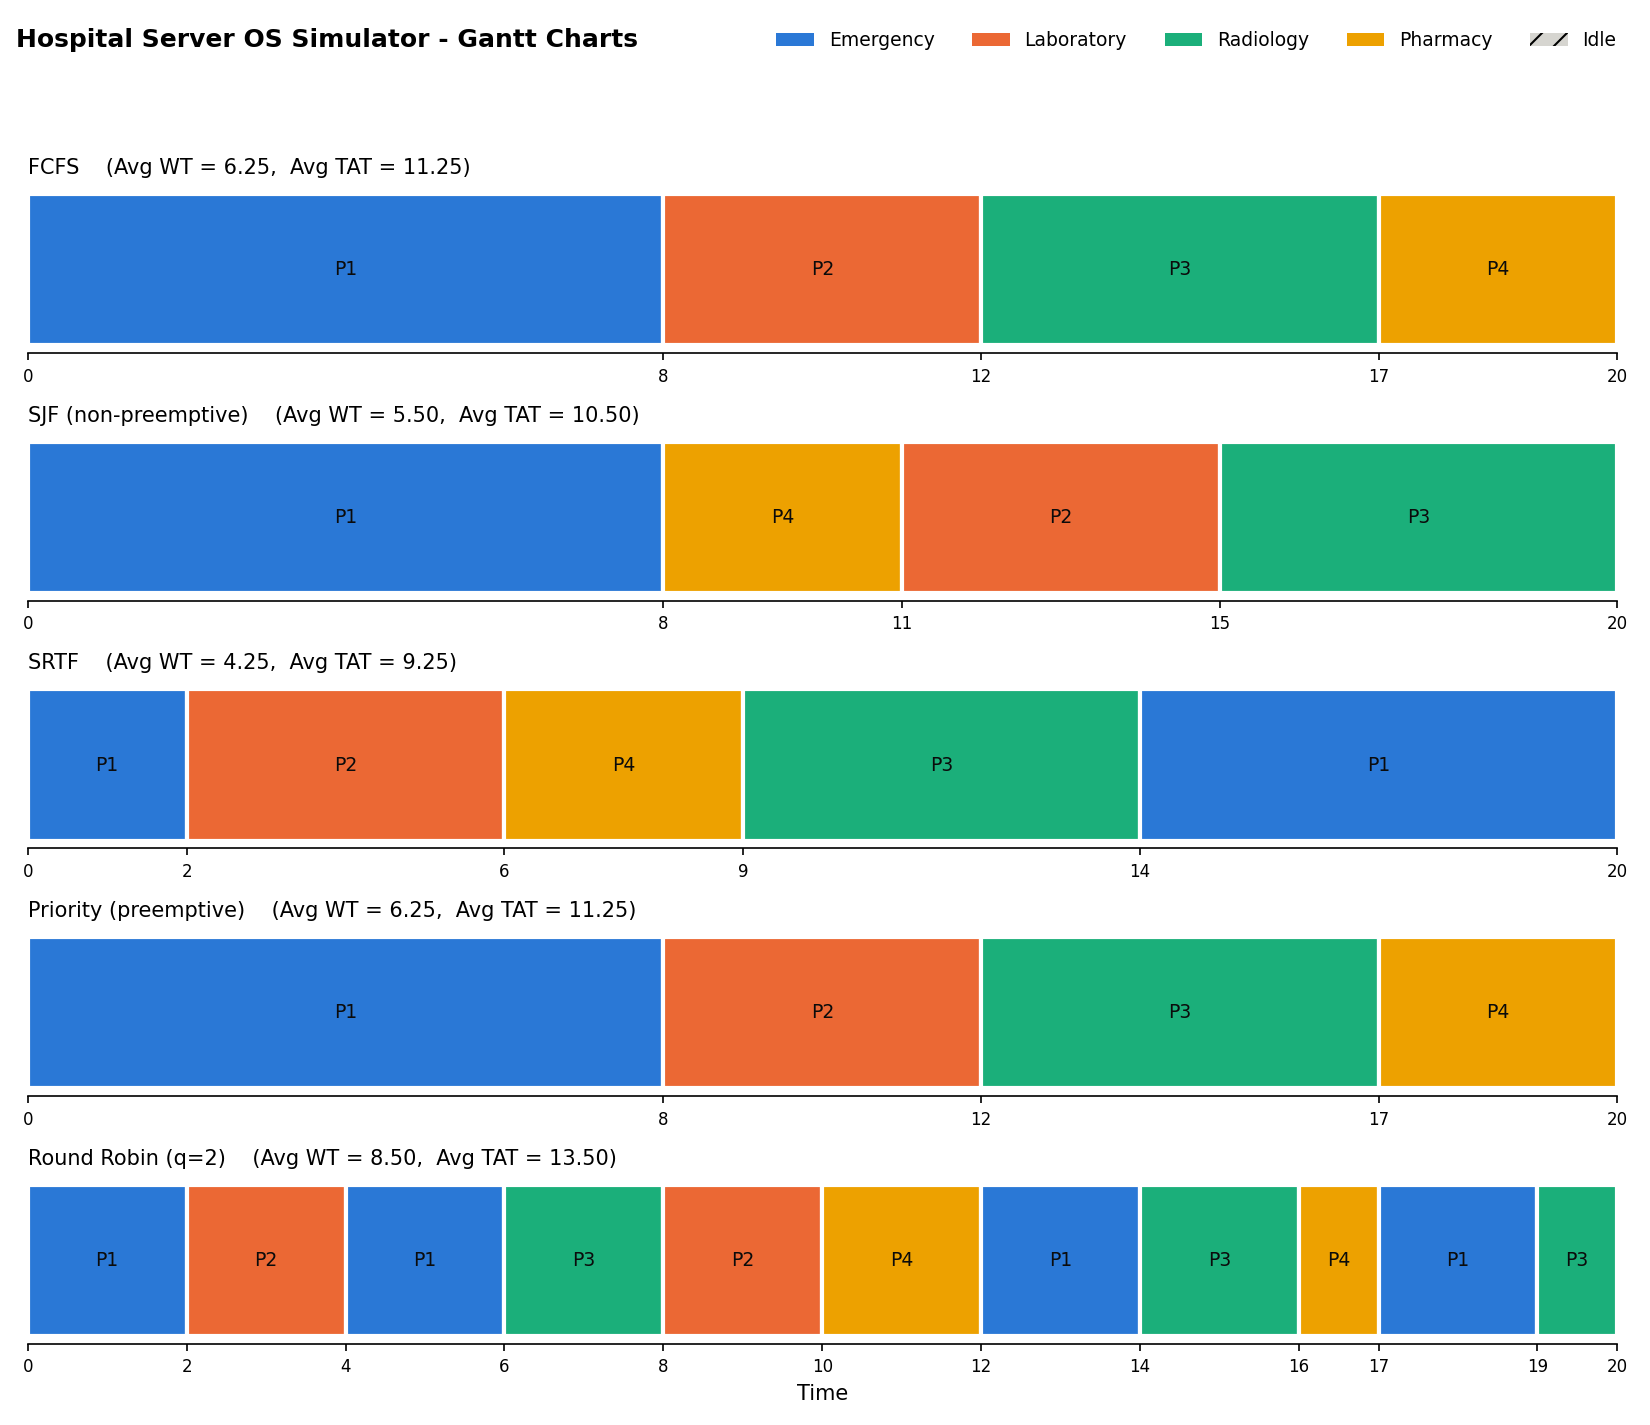 Hospital Server OS Simulator - Gantt Charts
Emergency Laboratory Radiology Pharmacy Idle
FCFS (Avg WT = 6.25, Avg TAT = 11.25)
P1 P2 P3 P4
0 8 12 17 20
SJF (non-preemptive) (Avg WT = 5.50, Avg TAT = 10.50)
P1 P4 P2 P3
0 8 11 15 20
SRTF (Avg WT = 4.25, Avg TAT = 9.25)
P1 P2 P4 P3 P1
0 2 6 9 14 20
Priority (preemptive) (Avg WT = 6.25, Avg TAT = 11.25)
P1 P2 P3 P4
0 8 12 17 20
Round Robin (q=2) (Avg WT = 8.50, Avg TAT = 13.50)
P1 P2 P1 P3 P2 P4 P1 P3 P4 P1 P3
0 2 4 6 8 10 12 14 16 17 19 20
Time